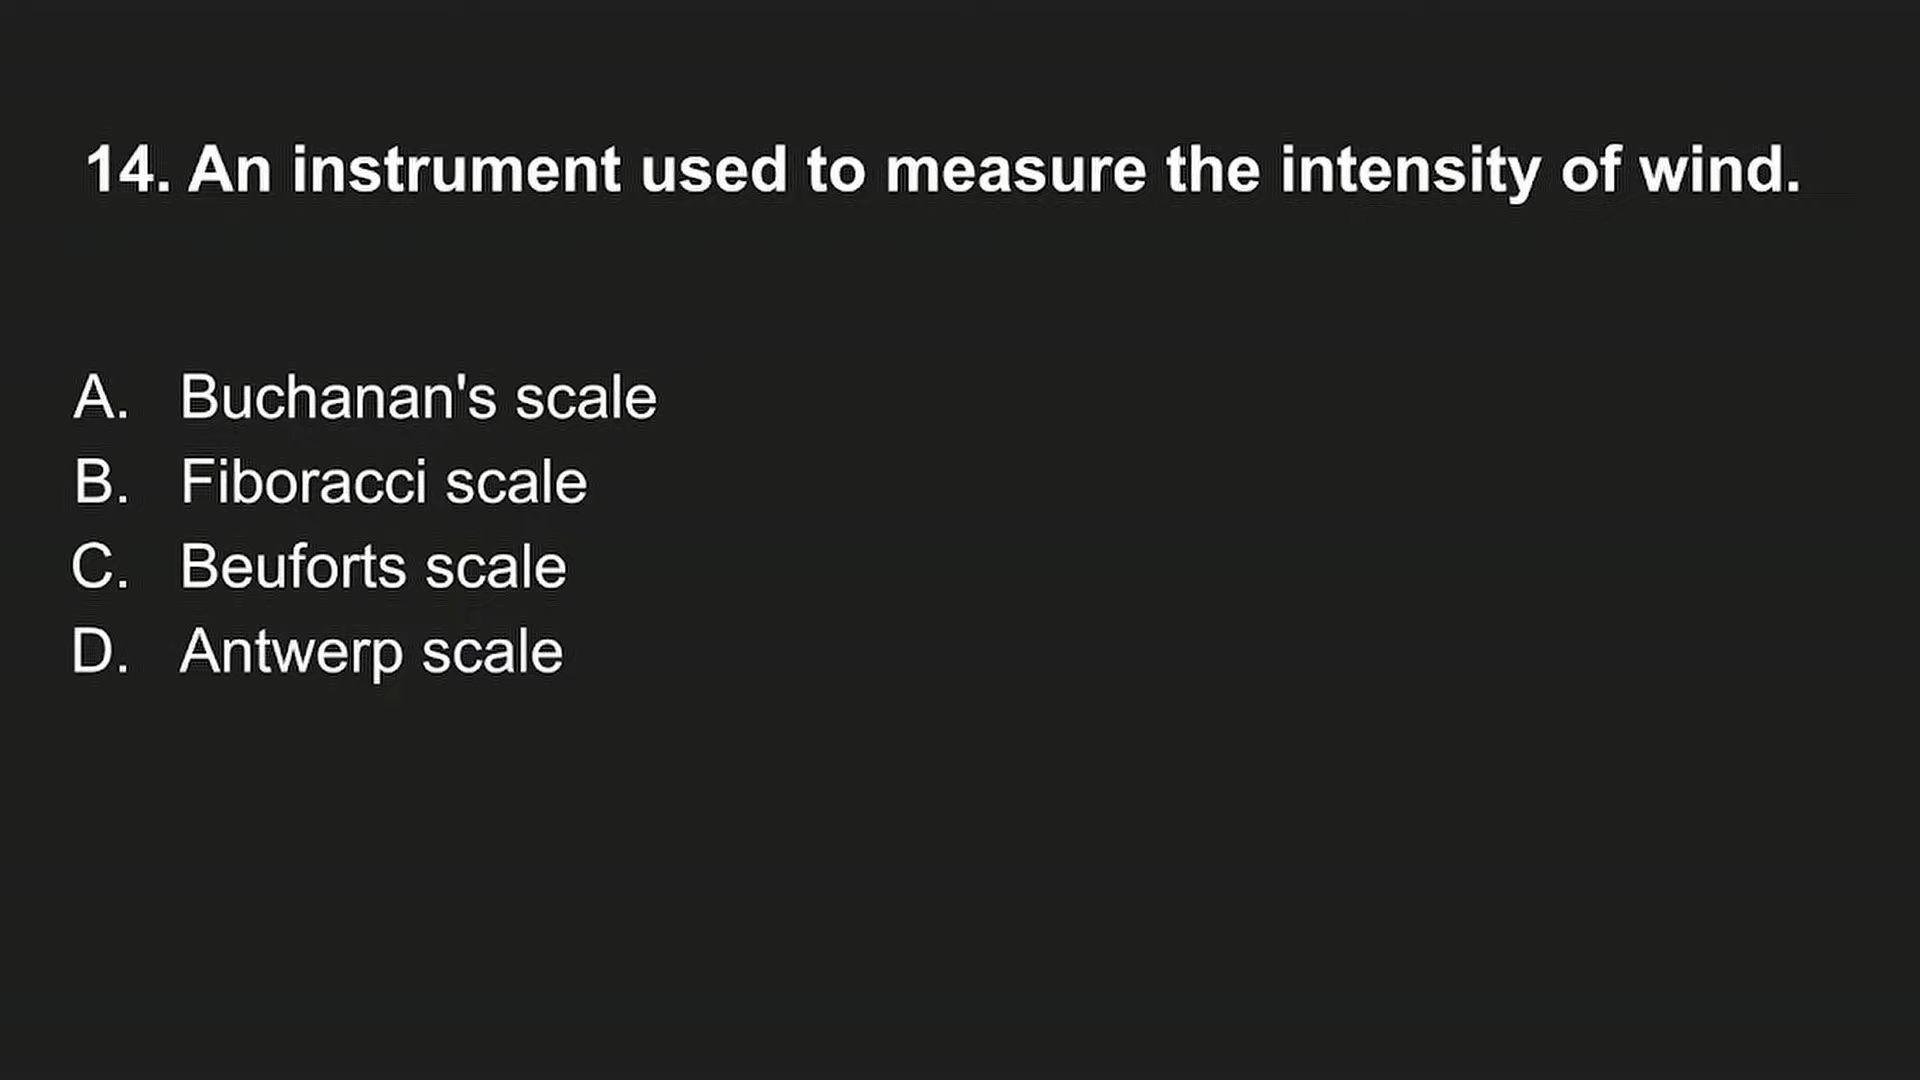 14. An instrument used to measure the intensity of wind.
A. Buchanan's scale
B. Fiboracci scale
C. Beuforts scale
D. Antwerp scale